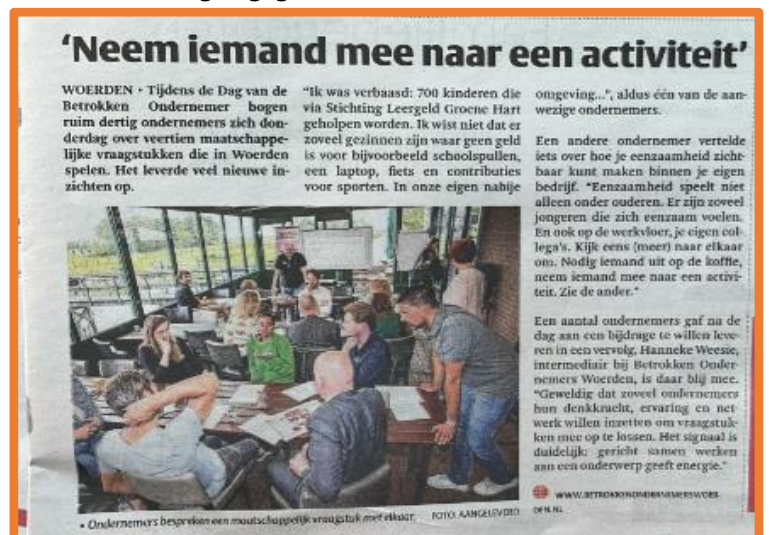 'Neem iemand mee naar een activiteit'
WOERDEN • Tijdens de Dag van de
Betrokken Ondernemer bogen
ruim dertig ondernemers zich don-
derdag over veertien maatschappe-
lijke vraagstukken die in Woerden
spelen. Het leverde veel nieuwe in-
zichten op.
"Ik was verbaasd: 700 kinderen die
via Stichting Leergeld Groene Hart
geholpen worden. Ik wist niet dat er
zoveel gezinnen zijn waar geen geld
is voor bijvoorbeeld schoolspullen,
een laptop, fiets en contributies
voor sporten. In onze eigen nabije
omgeving...", aldus één van de aan-
wezige ondernemers.
Een andere ondernemer vertelde
iets over hoe je eenzaamheid zicht-
baar kunt maken binnen je eigen
bedrijf. "Eenzaamheid speelt niet
alleen onder ouderen. Er zijn zoveel
jongeren die zich eenzaam voelen.
En ook op de werkvloer, je eigen col-
lega's. Kijk eens (meer) naar elkaar
om. Nodig iemand uit op de koffie,
neem iemand mee naar een activi-
teit. Zie de ander."
Een aantal ondernemers gaf na de
dag aan een bijdrage te willen leve-
ren in een vervolg. Hanneke Weesie,
intermediair bij Betrokken Onder-
nemers Woerden, is daar blij mee.
"Geweldig dat zoveel ondernemers
hun denkkracht, ervaring en net-
werk willen inzetten om vraagstuk-
ken mee op te lossen. Het signaal is
duidelijk: gericht samen werken
aan een onderwerp geeft energie."
WWW.BETROKKENONDERNEMERSWOER-
DEN.NL
• Ondernemers bespreken een maatschappelijk vraagstuk met elkaar. FOTO: AANGELEVERD